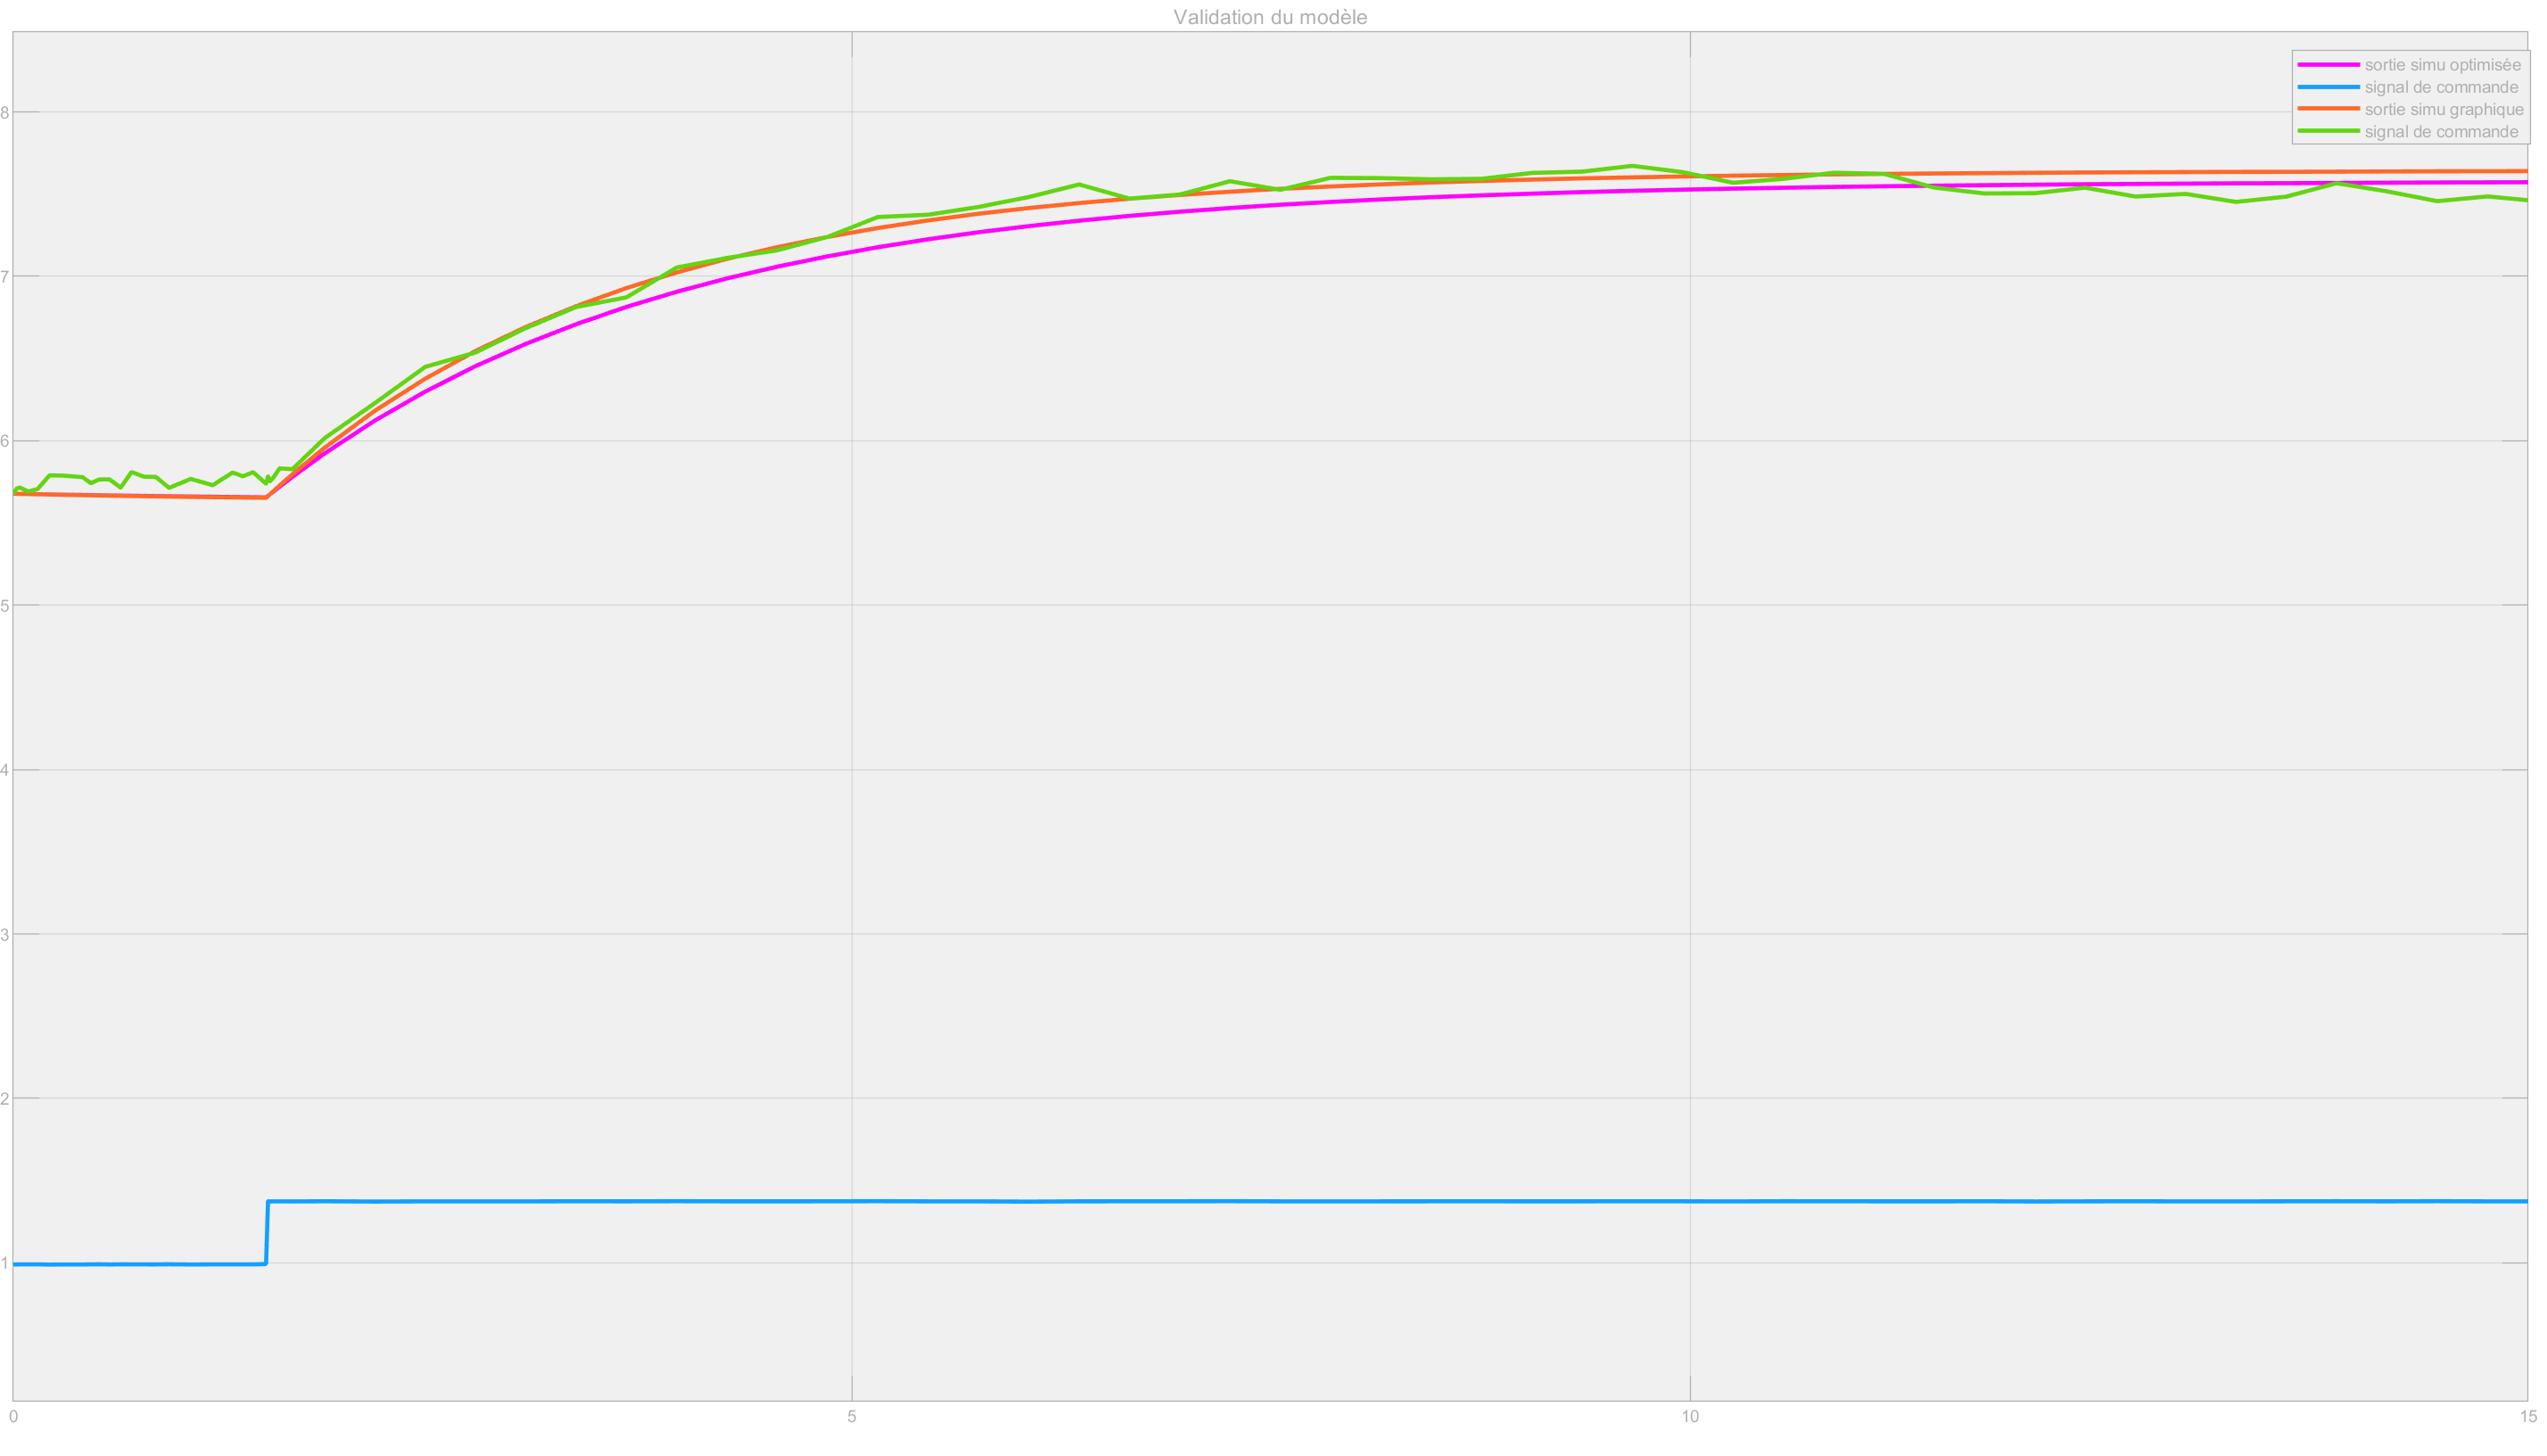 Validation du modèle
sortie simu optimisée
signal de commande
sortie simu graphique
signal de commande
8
7
6
5
4
3
2
1
0 5 10 15